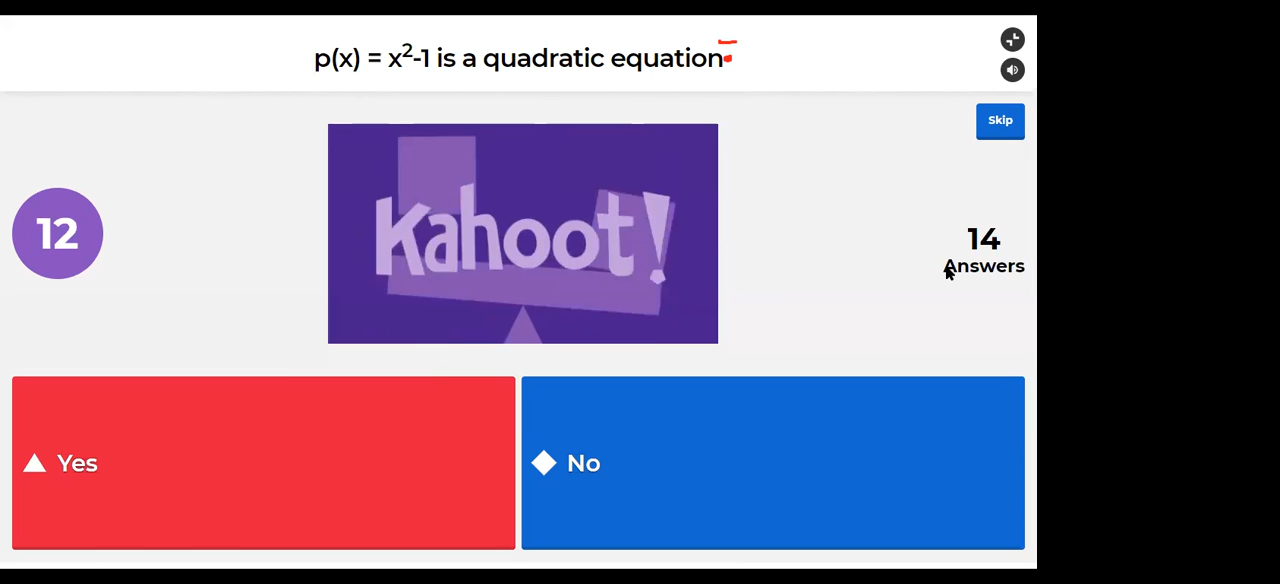 p(x) = x²-1 is a quadratic equation.
Skip
12
Kahoot!
14
Answers
Yes
No